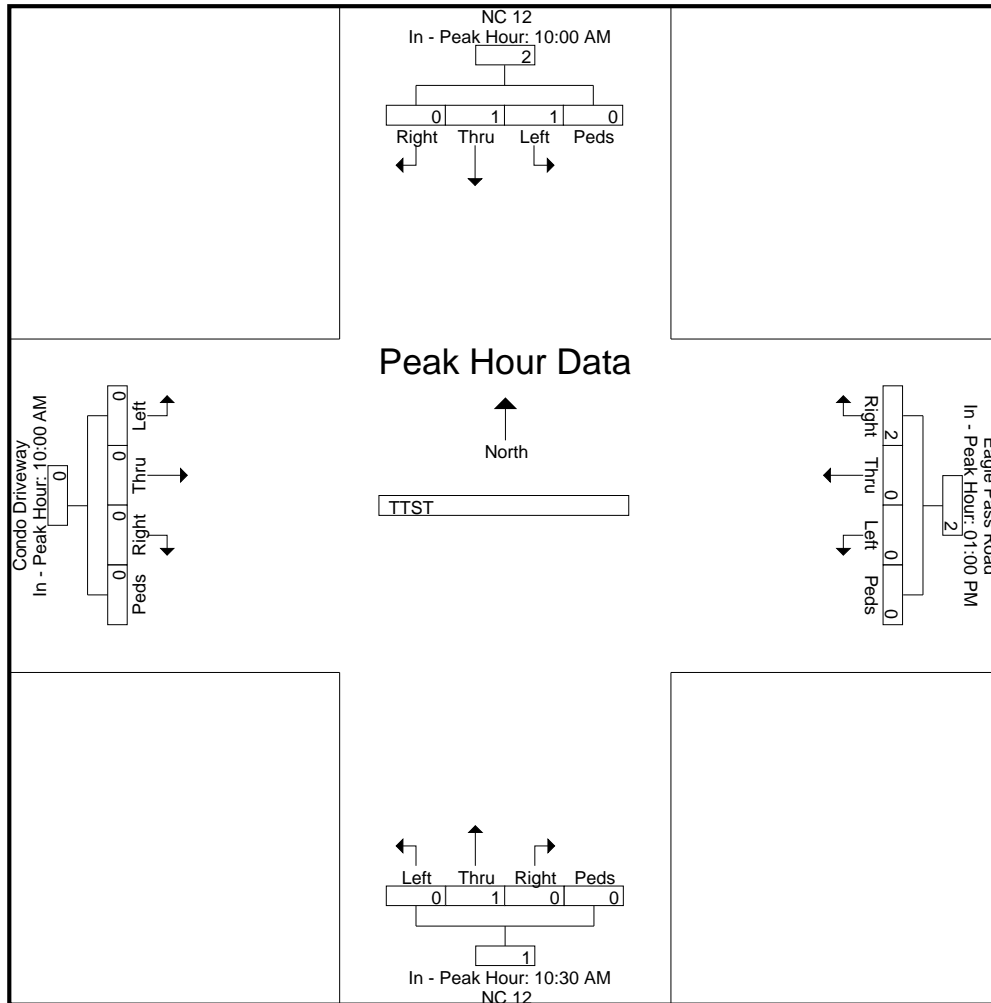 NC 12
In - Peak Hour: 10:00 AM
2
0 1 1 0
Right Thru Left Peds
Peak Hour Data
North
TTST
Condo Driveway
In - Peak Hour: 10:00 AM
0
0 0 0 0
Left Thru Right Peds
Eagle Pass Road
In - Peak Hour: 01:00 PM
2
2 0 0 0
Right Thru Left Peds
Left Thru Right Peds
0 1 0 0
1
In - Peak Hour: 10:30 AM
NC 12